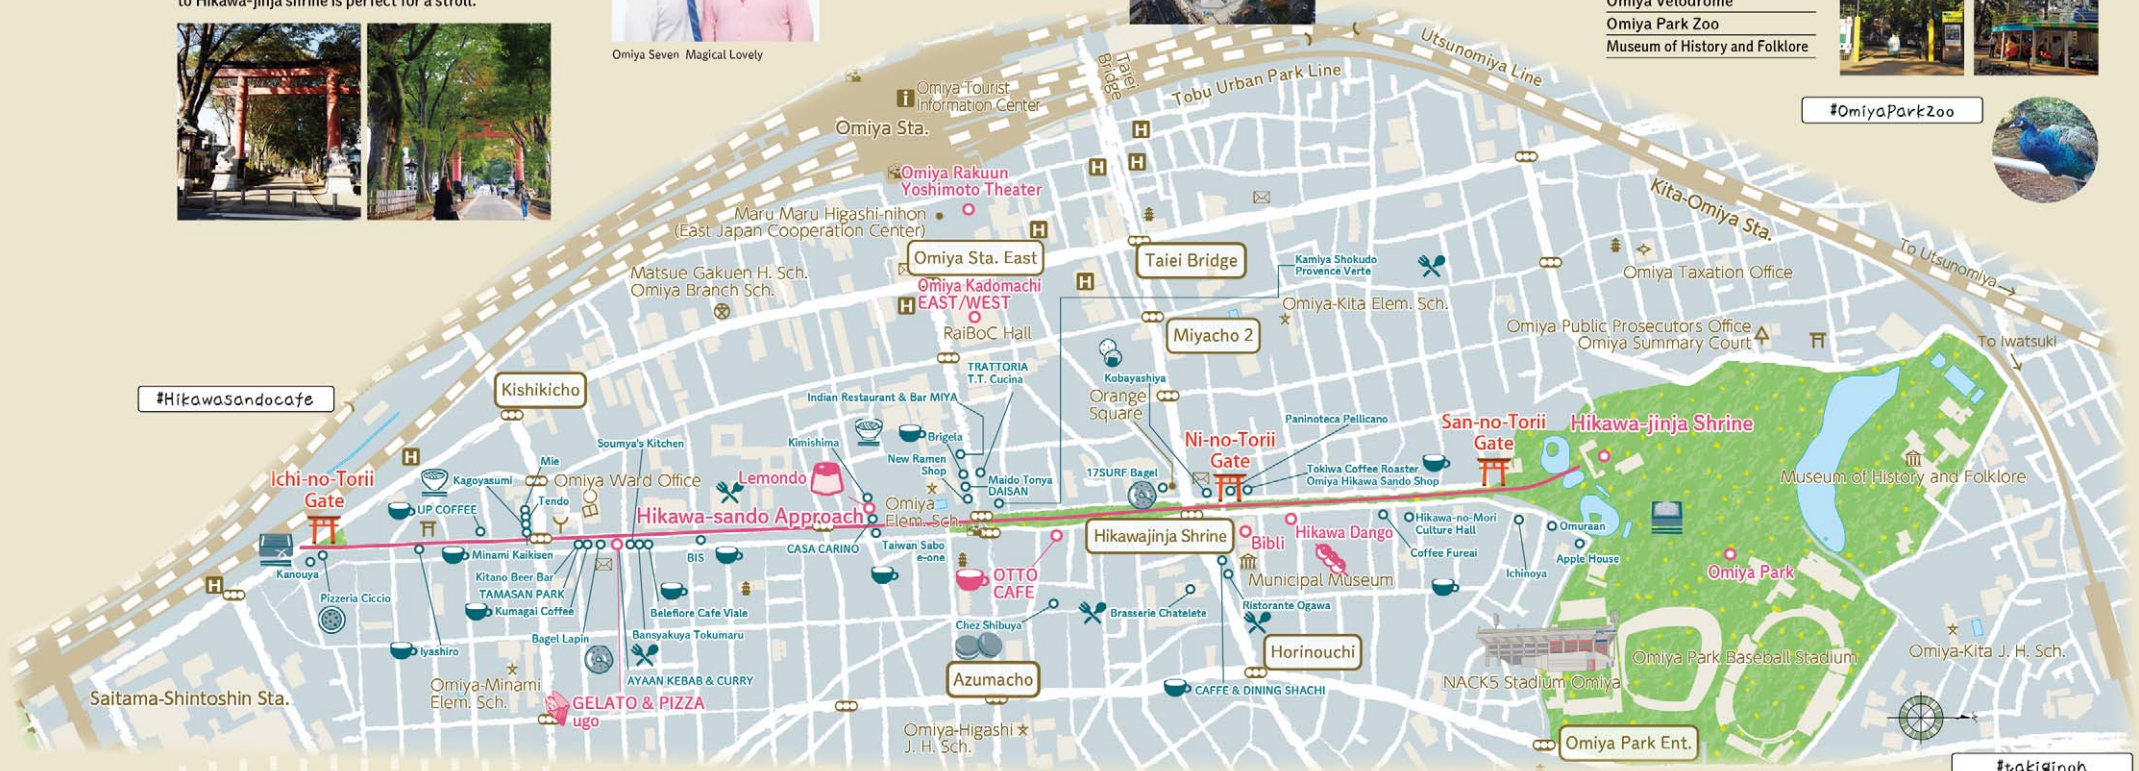 to Hikawa-jinja shrine is perfect for a stroll.
Omiya Seven Magical Lovely
Omiya Velodrome
Omiya Park Zoo
Museum of History and Folklore
#OmiyaParkZoo
Utsunomiya Line
Taiei
Bridge
Tobu Urban Park Line
Omiya Tourist
Information Center
Omiya Sta.
Omiya Rakuun
Yoshimoto Theater
Kita-Omiya Sta.
To Utsunomiya
Maru Maru Higashi-nihon
(East Japan Cooperation Center)
Omiya Sta. East
Taiei Bridge
Kamiya Shokudo
Provence Verte
Omiya Taxation Office
Matsue Gakuen H. Sch.
Omiya Branch Sch.
Omiya Kadomachi
EAST/WEST
RaiBoC Hall
Omiya-Kita Elem. Sch.
Miyacho 2
Omiya Public Prosecutors Office
Omiya Summary Court
To Iwatsuki
#Hikawasandocafe
Kishikicho
TRATTORIA
T.T. Cucina
Kobayashiya
Indian Restaurant & Bar MIYA
Orange
Square
Paninoteca Pellicano
San-no-Torii
Gate
Hikawa-jinja Shrine
Soumya's Kitchen
Kimishima
Brigela
Ni-no-Torii
Gate
Ichi-no-Torii
Gate
Mie
Kagoyasumi
Omiya Ward Office
Lemondo
New Ramen
Shop
Maido Tonya
DAISAN
17SURF Bagel
Tokiwa Coffee Roaster
Omiya Hikawa Sando Shop
Museum of History and Folklore
UP COFFEE
Tendo
BOJ
Hikawa-sando Approach
Omiya
Elem. Sch.
Hikawajinja Shrine
Bibli
Hikawa Dango
Hikawa-no-Mori
Culture Hall
Omuraan
Minami Kaikisen
BIS
CASA CARINO
Taiwan Sabo
e-one
Coffee Fureai
Apple House
Kanouya
Kitano Beer Bar
TAMASAN PARK
Kumagai Coffee
OTTO
CAFE
Municipal Museum
Ichinoya
Omiya Park
Pizzeria Ciccio
Belefiore Cafe Viale
Chez Shibuya
Brasserie Chatelete
Ristorante Ogawa
Bagel Lapin
Bansyakuya Tokumaru
Iyashiro
Horinouchi
Omiya Park Baseball Stadium
Omiya-Kita J. H. Sch.
Saitama-Shintoshin Sta.
Omiya-Minami
Elem. Sch.
AYAAN KEBAB & CURRY
Azumacho
CAFFE & DINING SHACHI
NACK5 Stadium Omiya
GELATO & PIZZA
ugo
Omiya-Higashi
J. H. Sch.
Omiya Park Ent.
#takiginoh